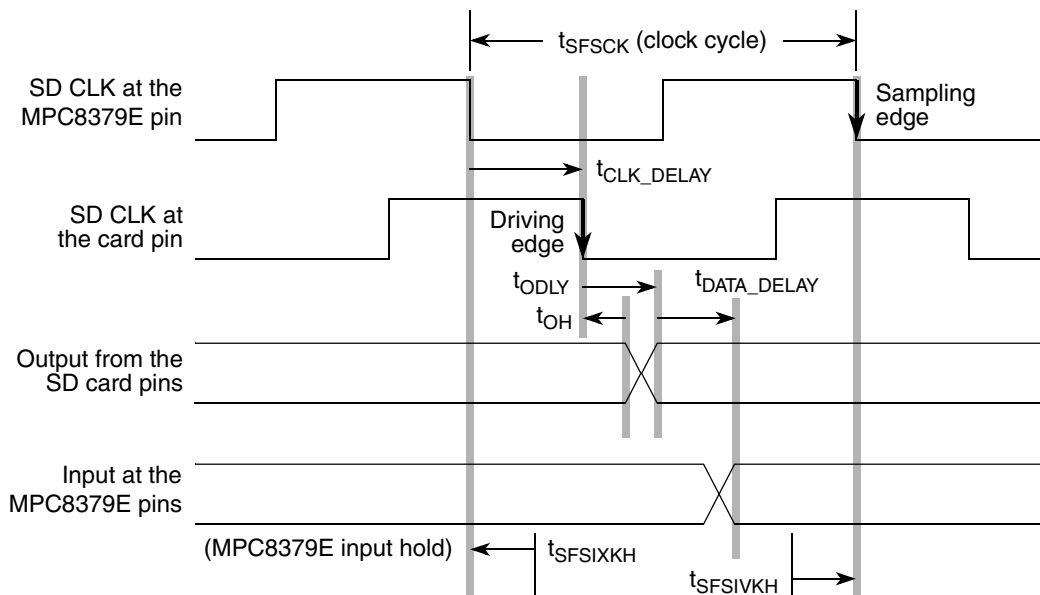 tSFSCK (clock cycle)
SD CLK at the
MPC8379E pin
Sampling
edge
tCLK_DELAY
SD CLK at
the card pin
Driving
edge
tODLY
tDATA_DELAY
tOH
Output from the
SD card pins
Input at the
MPC8379E pins
(MPC8379E input hold)
tSFSIXKH
tSFSIVKH